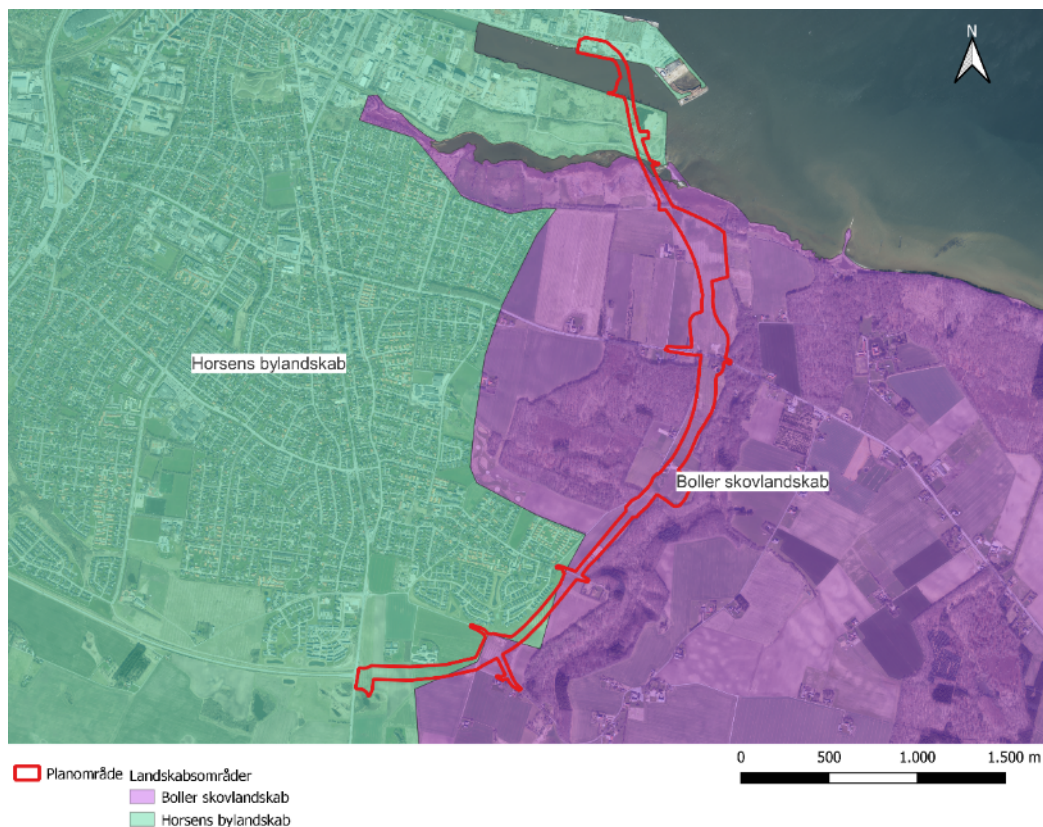 N
Horsens bylandskab
Boller skovlandskab
Planområde Landskabsområder
Boller skovlandskab
Horsens bylandskab
0 500 1.000 1.500 m